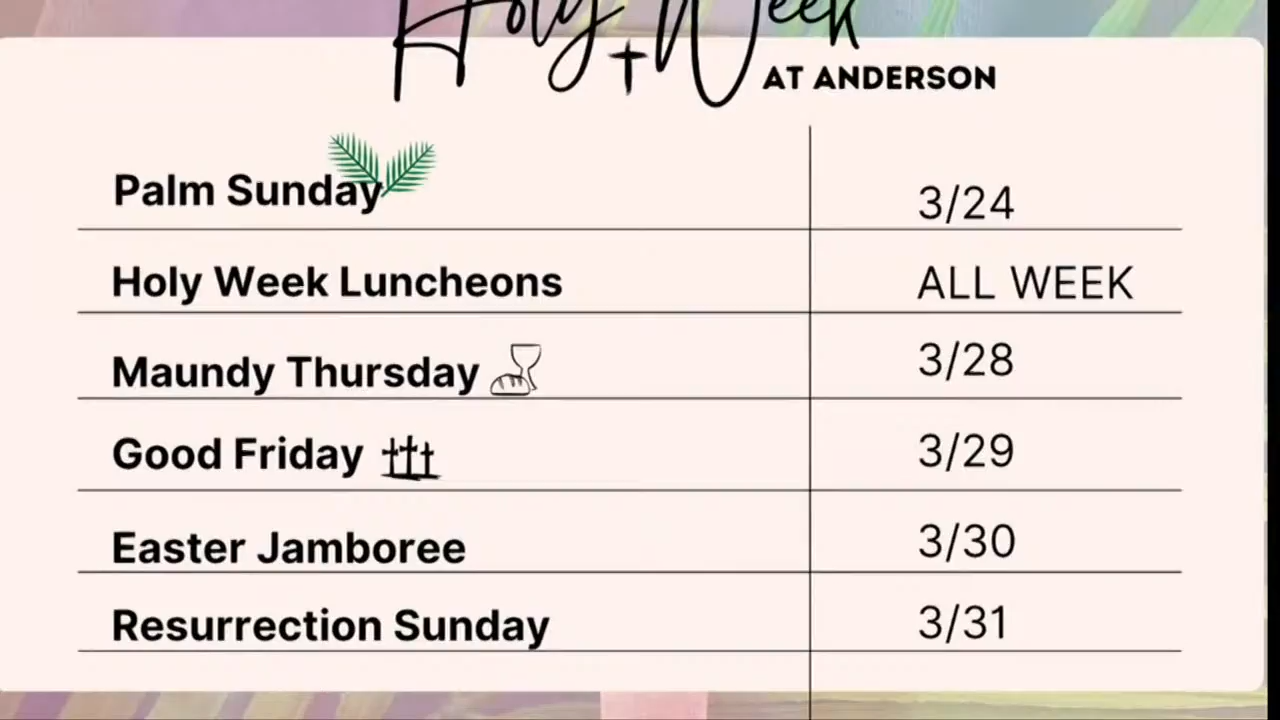 Holy Week
AT ANDERSON
Palm Sunday 3/24
Holy Week Luncheons ALL WEEK
Maundy Thursday 3/28
Good Friday 3/29
Easter Jamboree 3/30
Resurrection Sunday 3/31